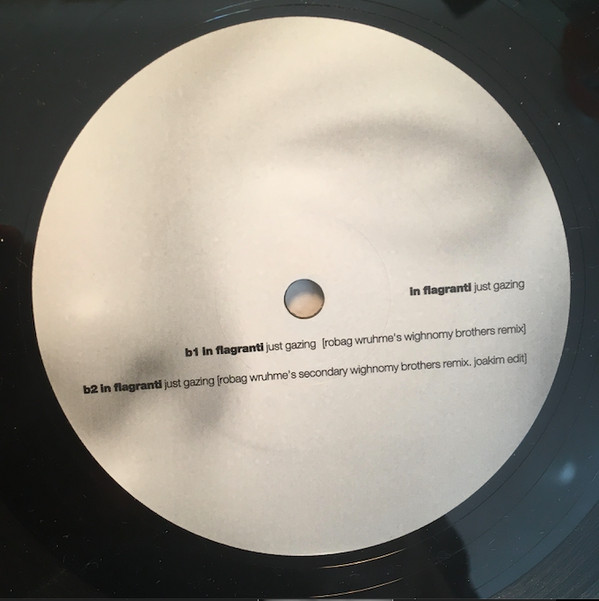 in flagranti just gazing
b1 in flagranti just gazing [robag wruhme's wighnomy brothers remix]
b2 in flagranti just gazing [robag wruhme's secondary wighnomy brothers remix. joakim edit]